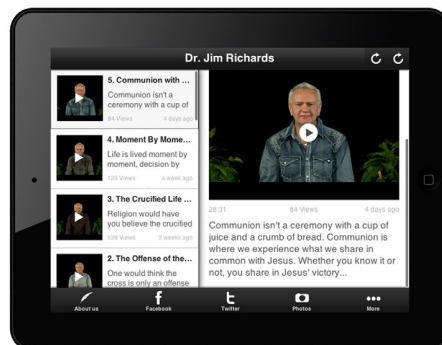 Dr. Jim Richards
5. Communion with ...
Communion isn't a
ceremony with a cup of
84 Views 4 days ago
4. Moment By Mome...
Life is lived moment by
moment, decision by
125 Views a week ago
3. The Crucified Life ...
Religion would have
you believe the crucified
2 weeks ago
2. The Offense of the...
One would think the
cross is only an offense
28:31 84 Views 4 days ago
Communion isn't a ceremony with a cup of
juice and a crumb of bread. Communion is
where we experience what we share in
common with Jesus. Whether you know it or
not, you share in Jesus' victory...
About us Facebook Twitter Photos More